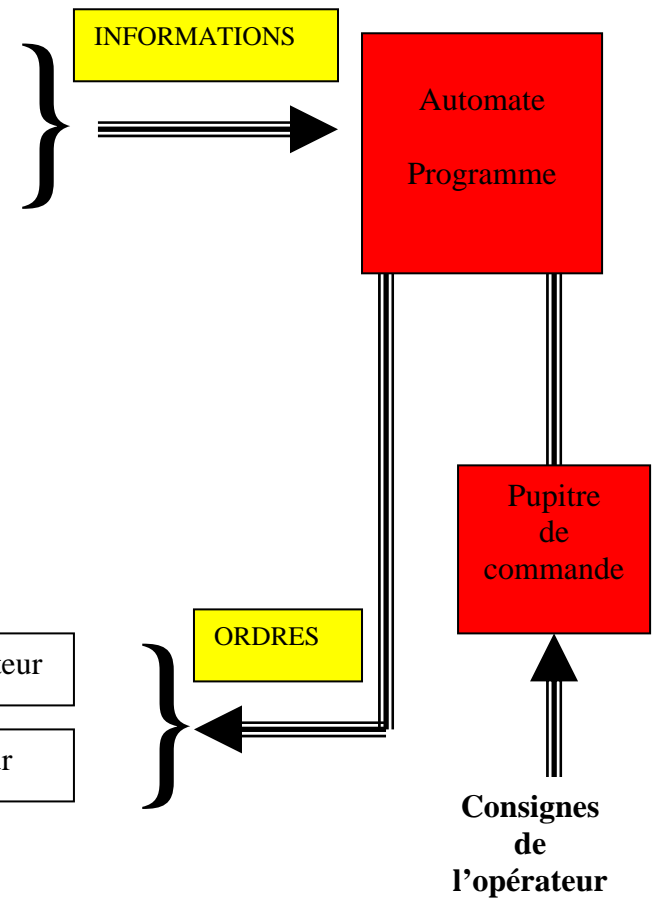 INFORMATIONS
Automate
Programme
Pupitre
de
commande
ORDRES
Consignes
de
l’opérateur